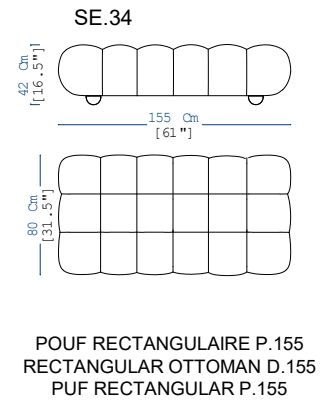 SE.34
42 Cm
[16.5"]
155 Cm
[61"]
80 Cm
[31.5"]
POUF RECTANGULAIRE P.155
RECTANGULAR OTTOMAN D.155
PUF RECTANGULAR P.155